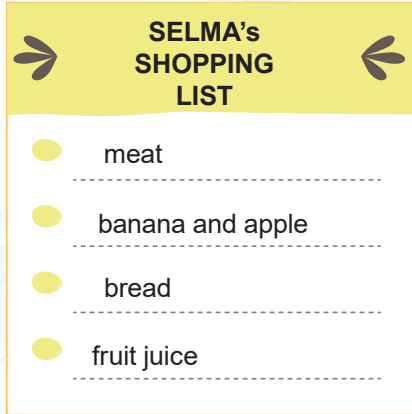 SELMA's
SHOPPING
LIST
meat
banana and apple
bread
fruit juice